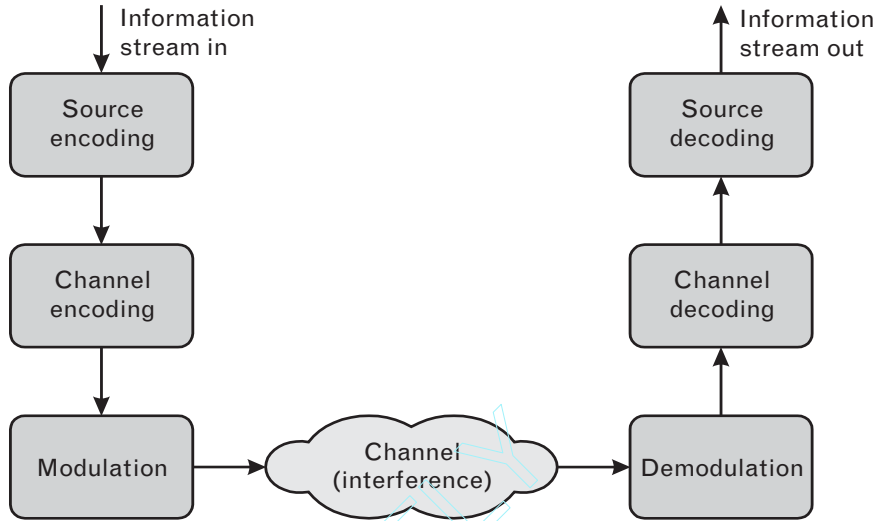 Information
stream in
Source
encoding
Channel
encoding
Modulation
Channel
(interference)
Demodulation
Channel
decoding
Source
decoding
Information
stream out